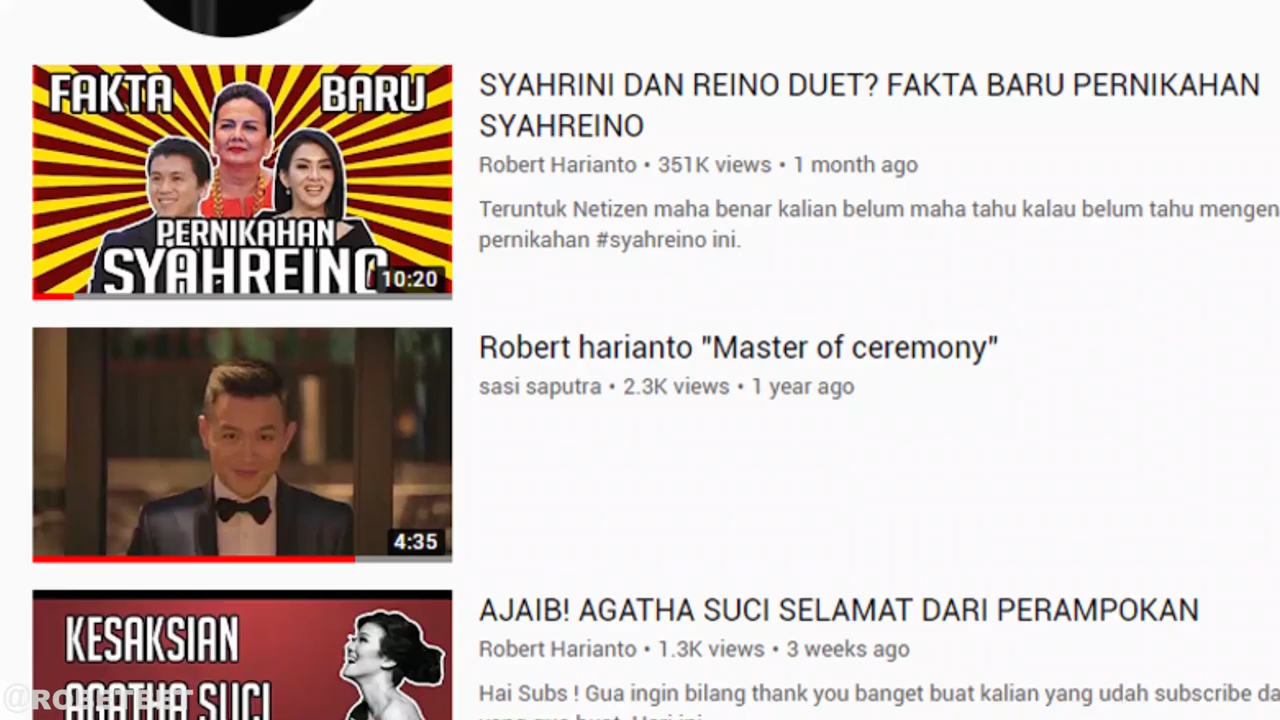 FAKTA BARU
PERNIKAHAN
SYAHREINO
10:20
SYAHRINI DAN REINO DUET? FAKTA BARU PERNIKAHAN
SYAHREINO
Robert Harianto • 351K views • 1 month ago
Teruntuk Netizen maha benar kalian belum maha tahu kalau belum tahu mengen
pernikahan #syahreino ini.
4:35
Robert harianto "Master of ceremony"
sasi saputra • 2.3K views • 1 year ago
KESAKSIAN
AGATHA SUCI
AJAIB! AGATHA SUCI SELAMAT DARI PERAMPOKAN
Robert Harianto • 1.3K views • 3 weeks ago
Hai Subs ! Gua ingin bilang thank you banget buat kalian yang udah subscribe da